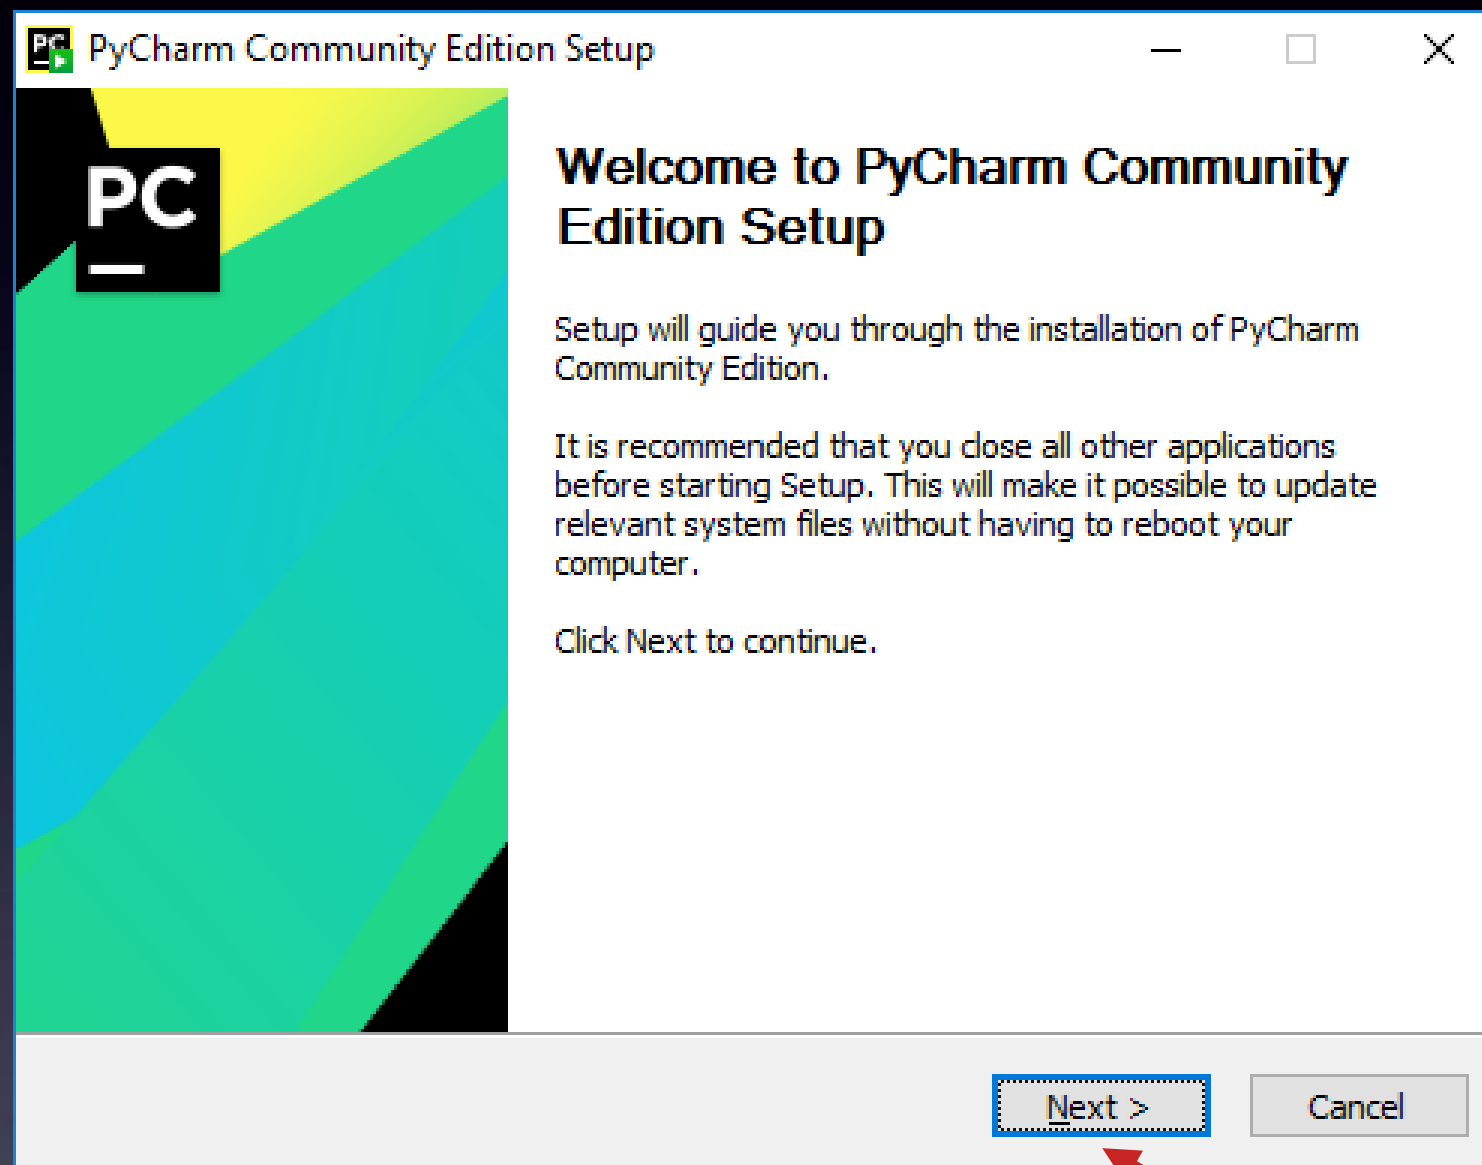 PC
PyCharm Community Edition Setup
PC
Welcome to PyCharm Community
Edition Setup
Setup will guide you through the installation of PyCharm
Community Edition.
It is recommended that you close all other applications
before starting Setup. This will make it possible to update
relevant system files without having to reboot your
computer.
Click Next to continue.
Next >
Cancel